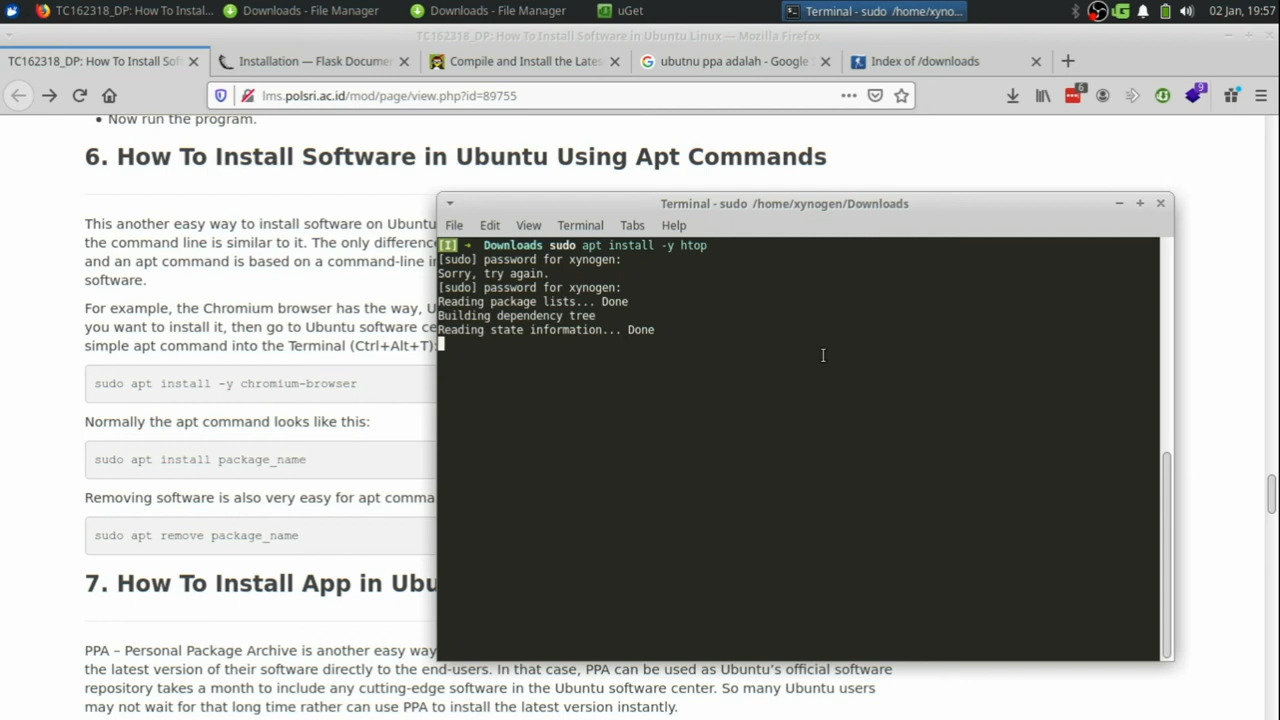 TC162318_DP: How To Instal...
Downloads - File Manager
Downloads - File Manager
uGet
Terminal - sudo /home/xyno...
02 Jan, 19:57
TC162318_DP: How To Install Software in Ubuntu Linux — Mozilla Firefox
TC162318_DP: How To Install Sof
Installation — Flask Docume
Compile and Install the Lates
ubutnu ppa adalah - Google
Index of /downloads
lms.polsri.ac.id/mod/page/view.php?id=89755
6
9
• Now run the program.
6. How To Install Software in Ubuntu Using Apt Commands
This another easy way to install software on Ubuntu
the command line is similar to it. The only differenc
and an apt command is based on a command-line i
software.
For example, the Chromium browser has the way, U
you want to install it, then go to Ubuntu software ce
simple apt command into the Terminal (Ctrl+Alt+T):
sudo apt install -y chromium-browser
Normally the apt command looks like this:
sudo apt install package_name
Removing software is also very easy for apt comma
sudo apt remove package_name
7. How To Install App in Ubu
PPA – Personal Package Archive is another easy way
the latest version of their software directly to the end-users. In that case, PPA can be used as Ubuntu's official software
repository takes a month to include any cutting-edge software in the Ubuntu software center. So many Ubuntu users
may not wait for that long time rather can use PPA to install the latest version instantly.
Terminal - sudo /home/xynogen/Downloads
File Edit View Terminal Tabs Help
[I] → Downloads sudo apt install -y htop
[sudo] password for xynogen:
Sorry, try again.
[sudo] password for xynogen:
Reading package lists... Done
Building dependency tree
Reading state information... Done